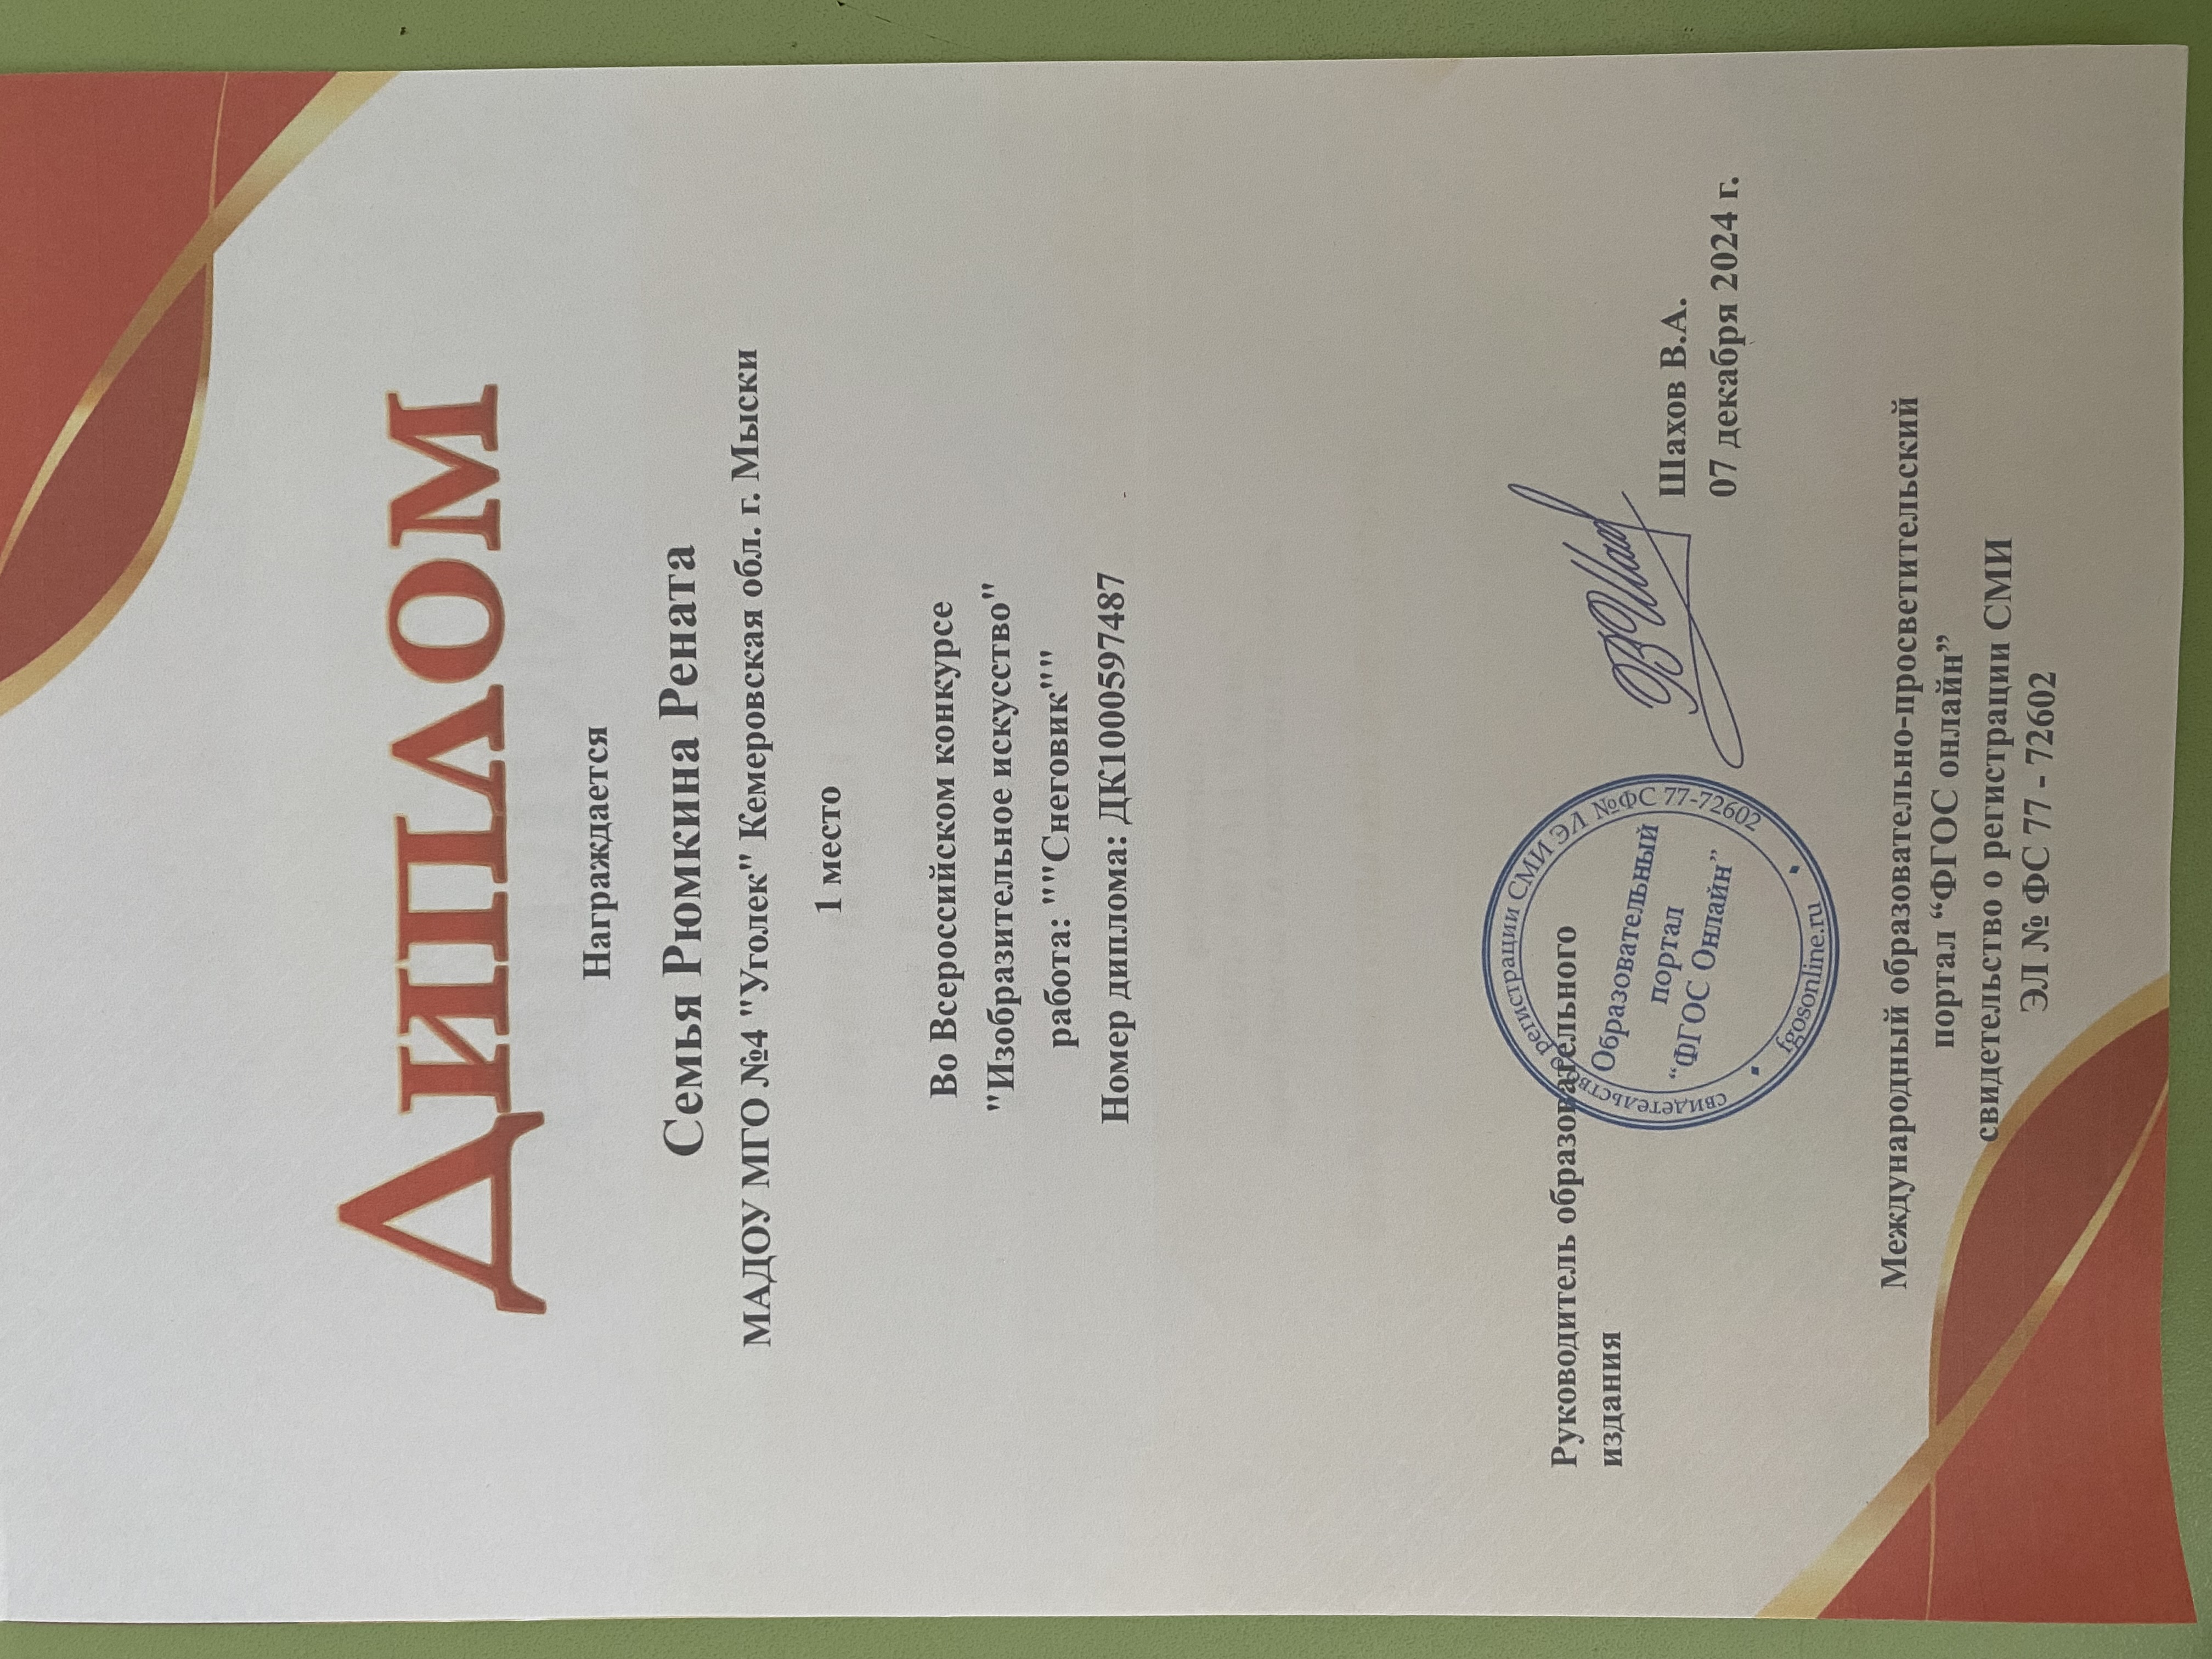 ДИПЛОМ
Награждается
Семья Рюмкина Рената
МАДОУ МГО №4 "Уголек" Кемеровская обл. г. Мыски
1 место
Во Всероссийском конкурсе
"Изобразительное искусство"
работа: ""Снеговик""
Номер диплома: ДК1000597487
Руководитель образовательного
издания
свидетельство о регистрации СМИ ЭЛ №ФС 77-72602
Образовательный
портал
“ФГОС Онлайн”
fgosonline.ru
ВШах
Шахов В.А.
07 декабря 2024 г.
Международный образовательно-просветительский
портал “ФГОС онлайн”
свидетельство о регистрации СМИ
ЭЛ № ФС 77 - 72602